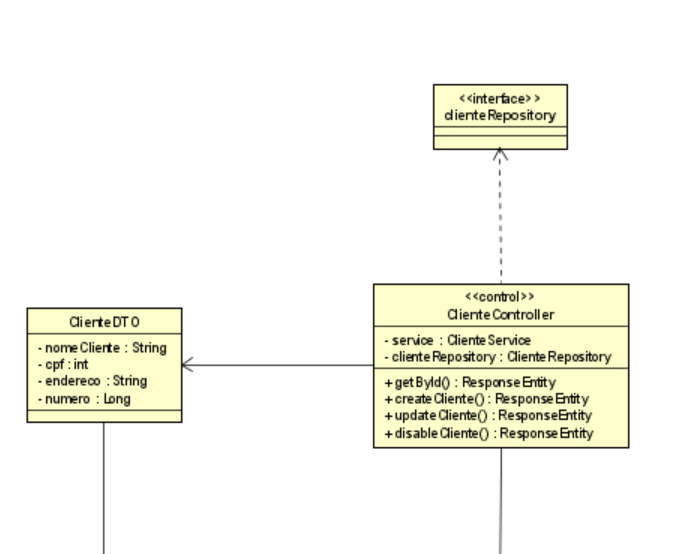 <<interface>>
clienteRepository
<<control>>
ClienteController
- service : ClienteService
- clienteRepository : ClienteRepository
+ getById() : ResponseEntity
+ createCliente() : ResponseEntity
+ updateCliente() : ResponseEntity
+ disableCliente() : ResponseEntity
ClienteDTO
- nomeCliente : String
- cpf : int
- endereco : String
- numero : Long